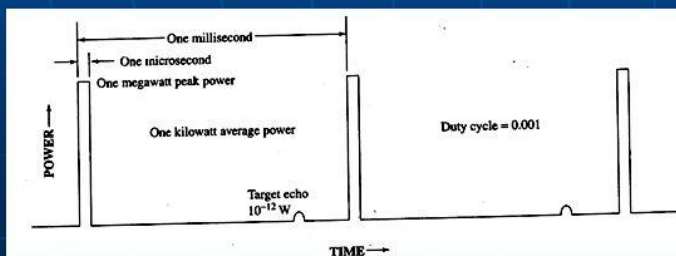 One millisecond
One microsecond
One megawatt peak power
POWER
One kilowatt average power
Duty cycle = 0.001
Target echo
10⁻¹² W
TIME